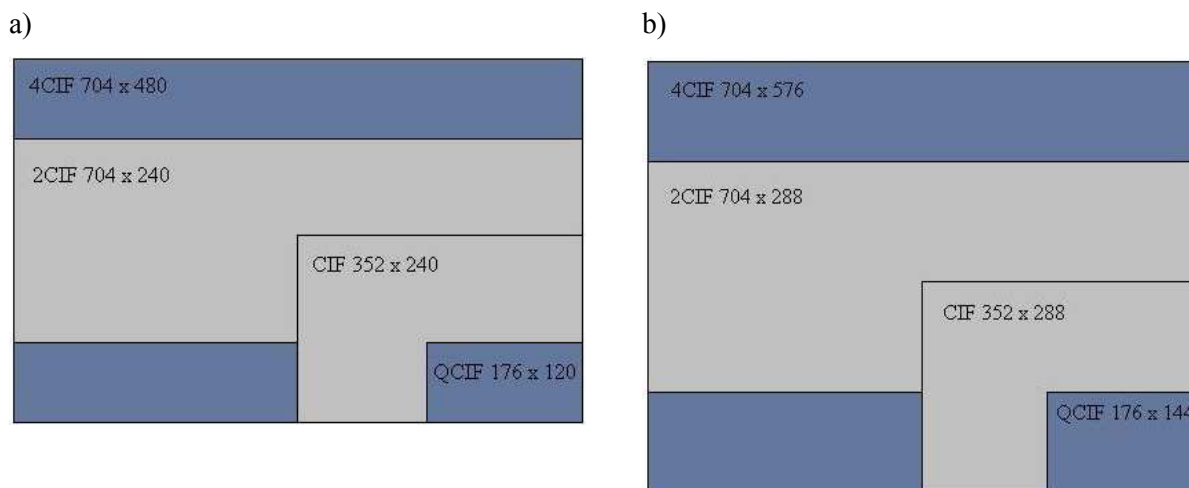 a)
4CIF 704 x 480
2CIF 704 x 240
CIF 352 x 240
QCIF 176 x 120
b)
4CIF 704 x 576
2CIF 704 x 288
CIF 352 x 288
QCIF 176 x 144